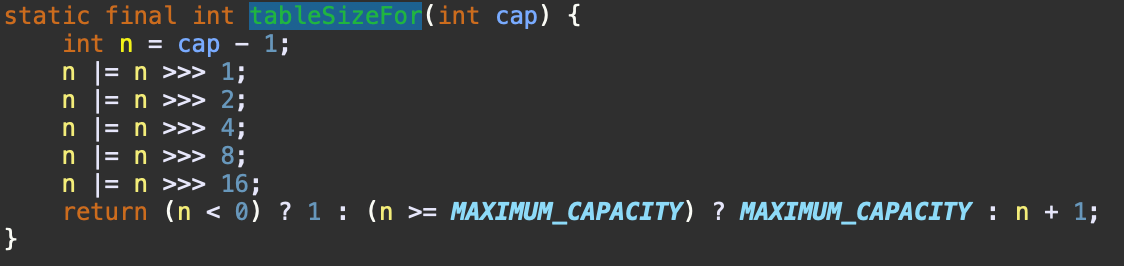 static final int tableSizeFor(int cap) {
    int n = cap - 1;
    n |= n >>> 1;
    n |= n >>> 2;
    n |= n >>> 4;
    n |= n >>> 8;
    n |= n >>> 16;
    return (n < 0) ? 1 : (n >= MAXIMUM_CAPACITY) ? MAXIMUM_CAPACITY : n + 1;
}